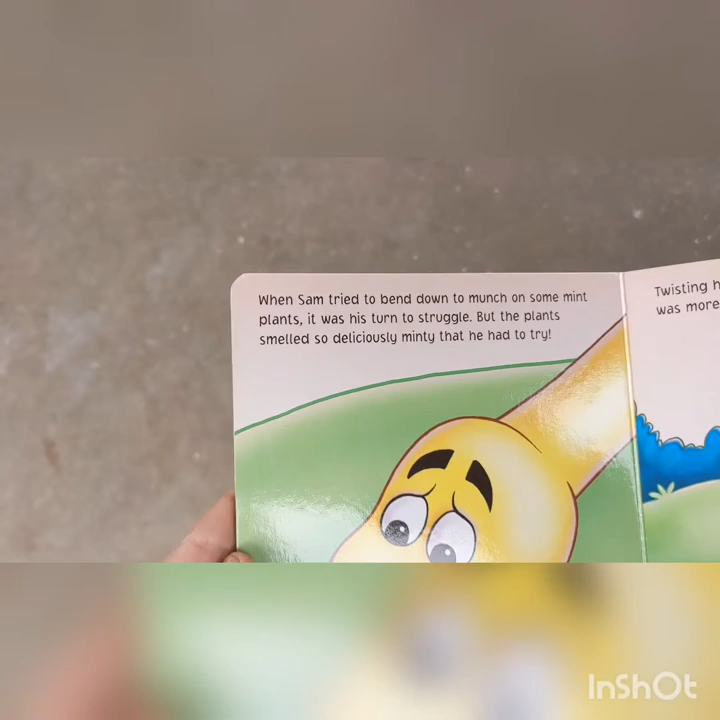 When Sam tried to bend down to munch on some mint
plants, it was his turn to struggle. But the plants
smelled so deliciously minty that he had to try!
Twisting
was more
InShOt